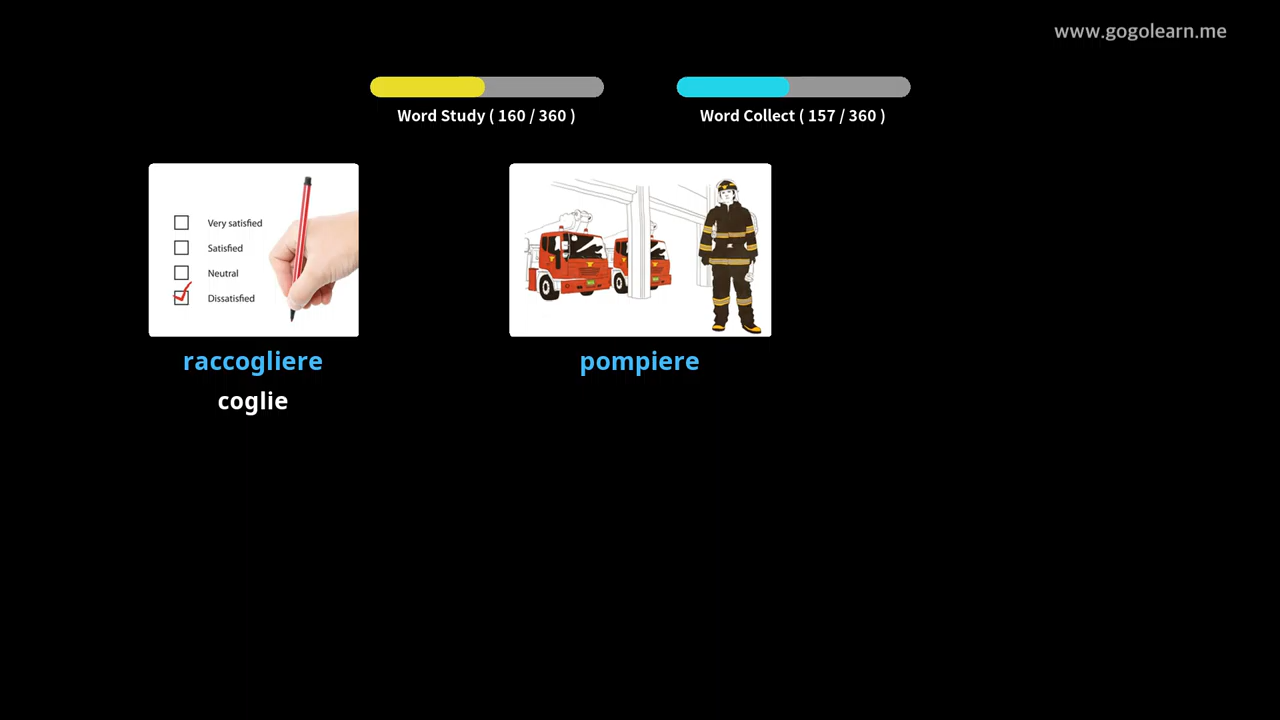 www.gogolearn.me
Word Study ( 160 / 360 )
Word Collect ( 157 / 360 )
Very satisfied
Satisfied
Neutral
Dissatisfied
raccogliere
pompiere
coglie